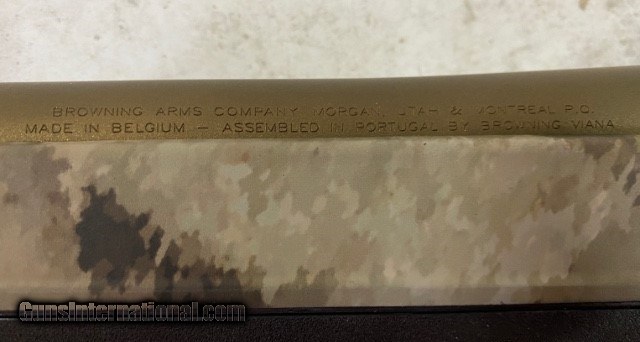 BROWNING ARMS COMPANY MORGAN, UTAH & MONTREAL P.Q.
MADE IN BELGIUM — ASSEMBLED IN PORTUGAL BY BROWNING VIANA
GunsInternational.com